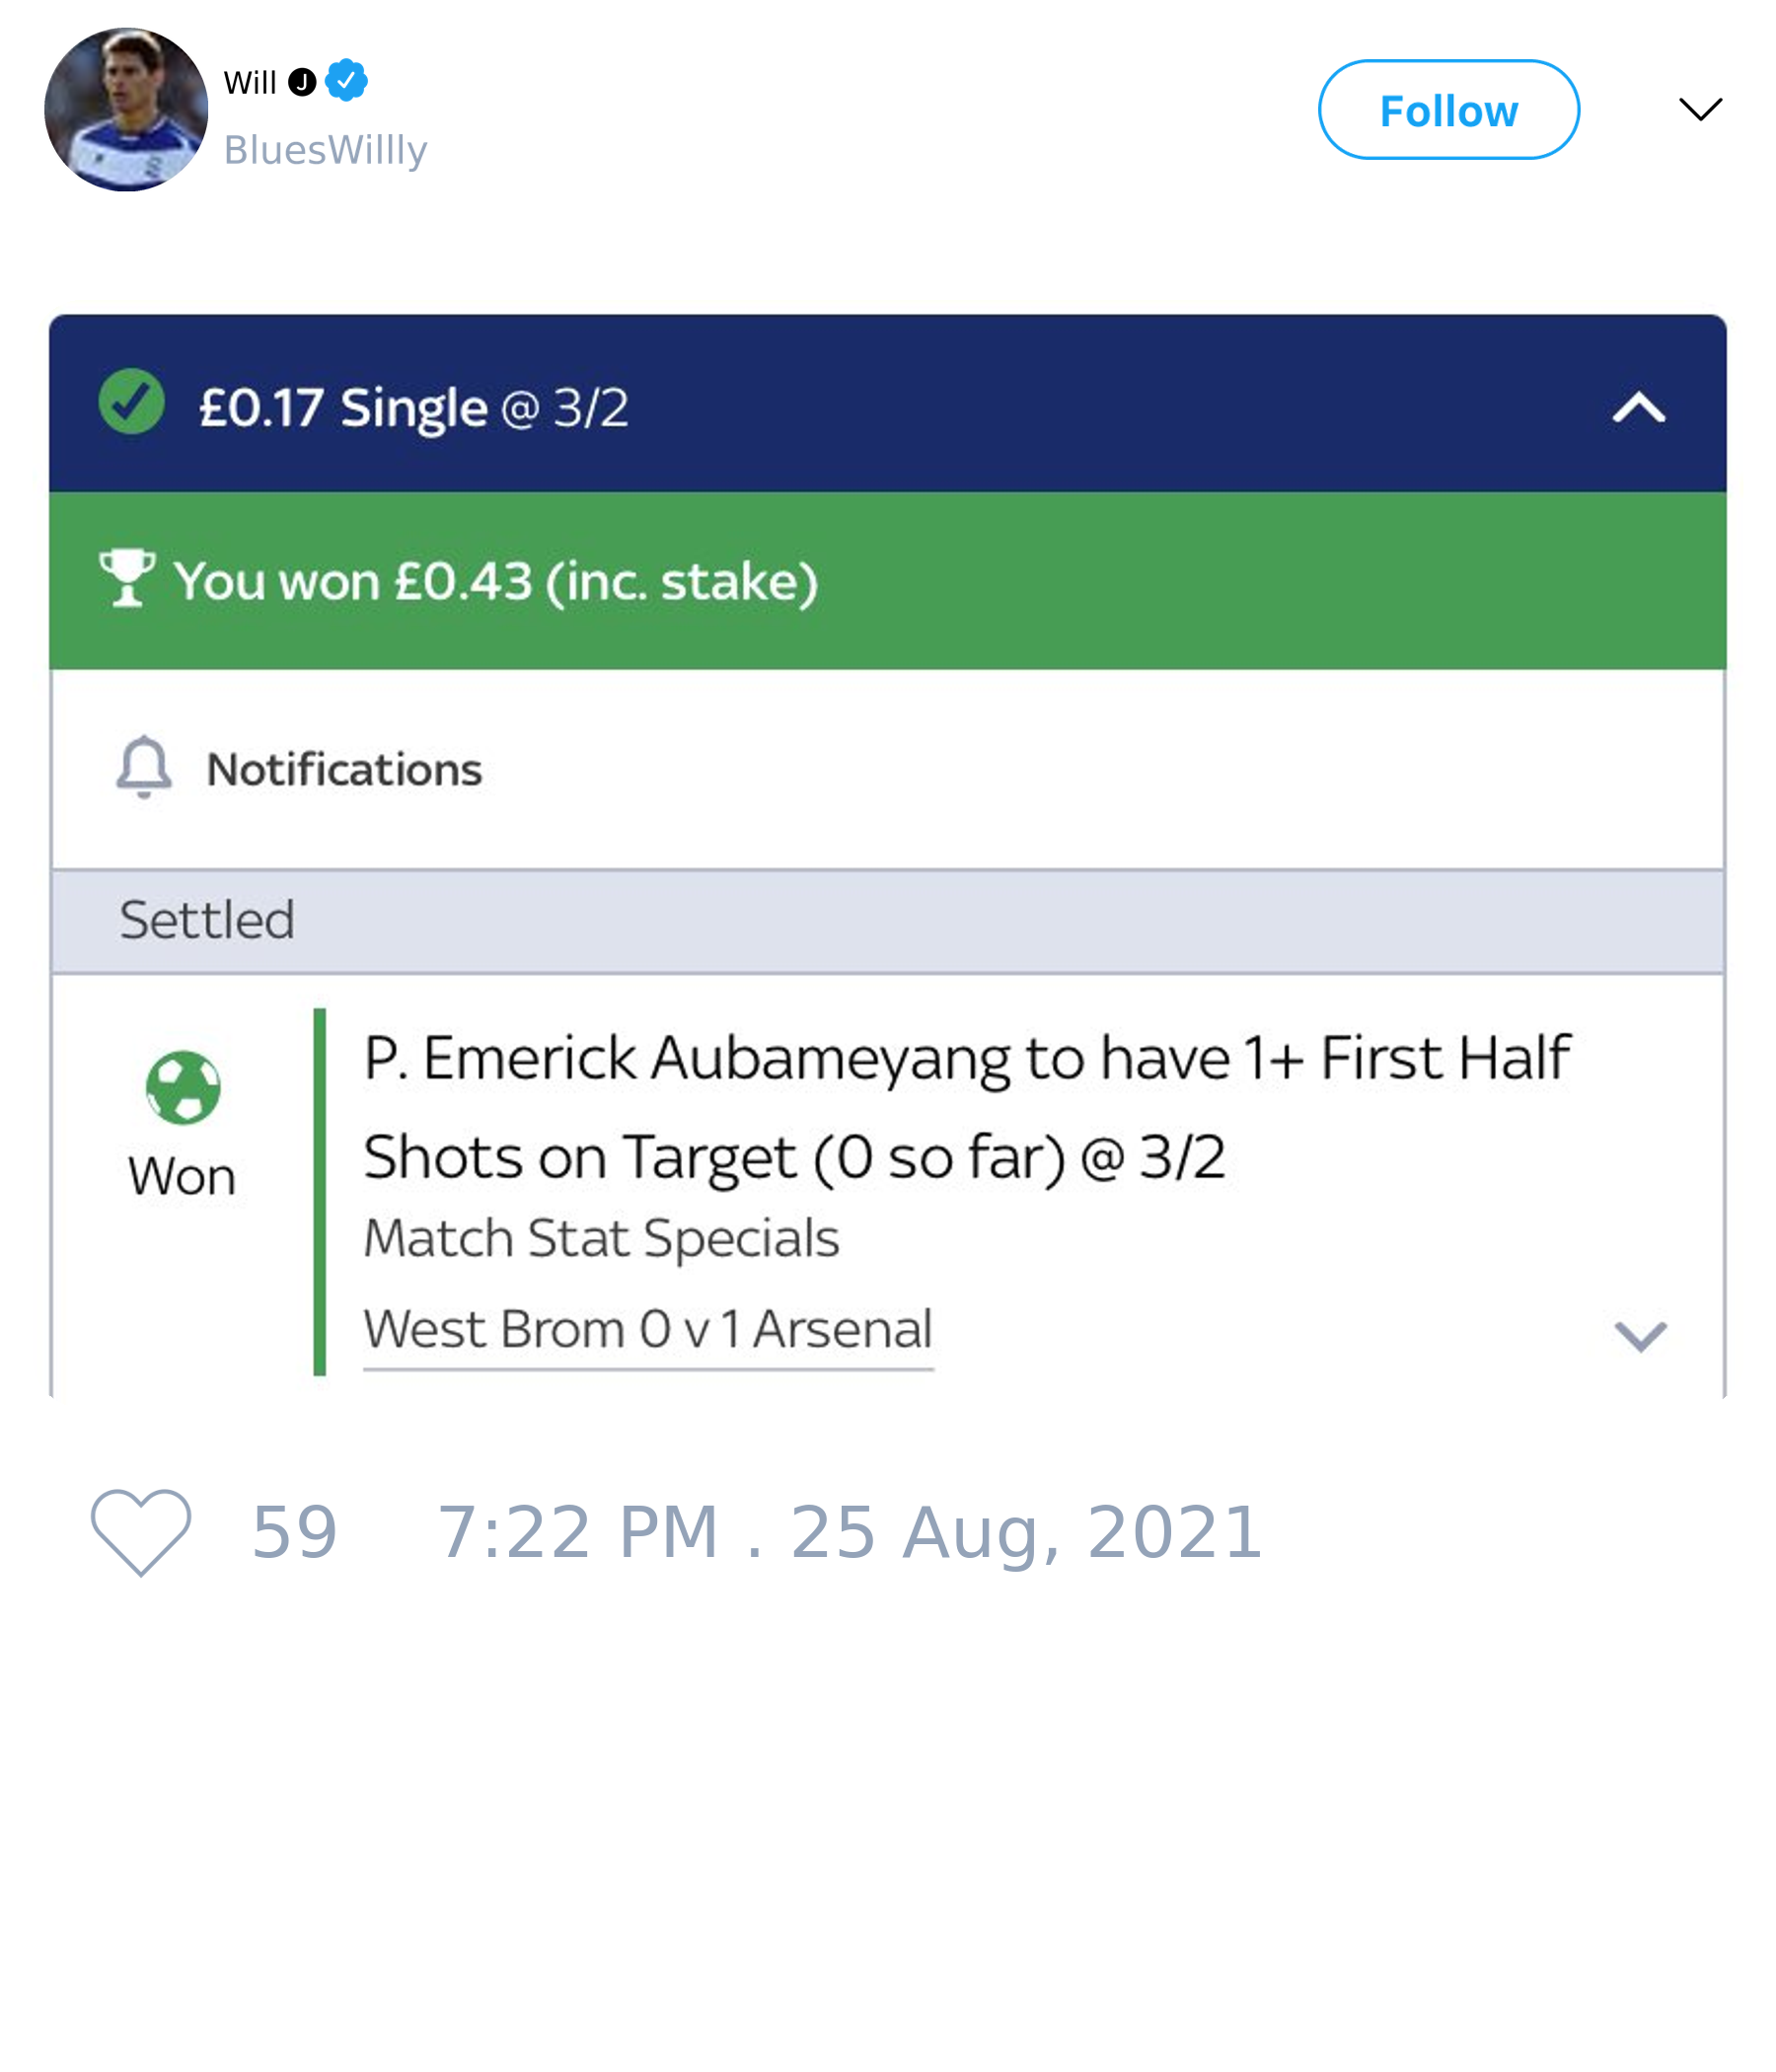 Will J
BluesWillly
Follow
£0.17 Single @ 3/2
You won £0.43 (inc. stake)
Notifications
Settled
Won
P. Emerick Aubameyang to have 1+ First Half
Shots on Target (0 so far) @ 3/2
Match Stat Specials
West Brom 0 v 1 Arsenal
59 7:22 PM . 25 Aug, 2021